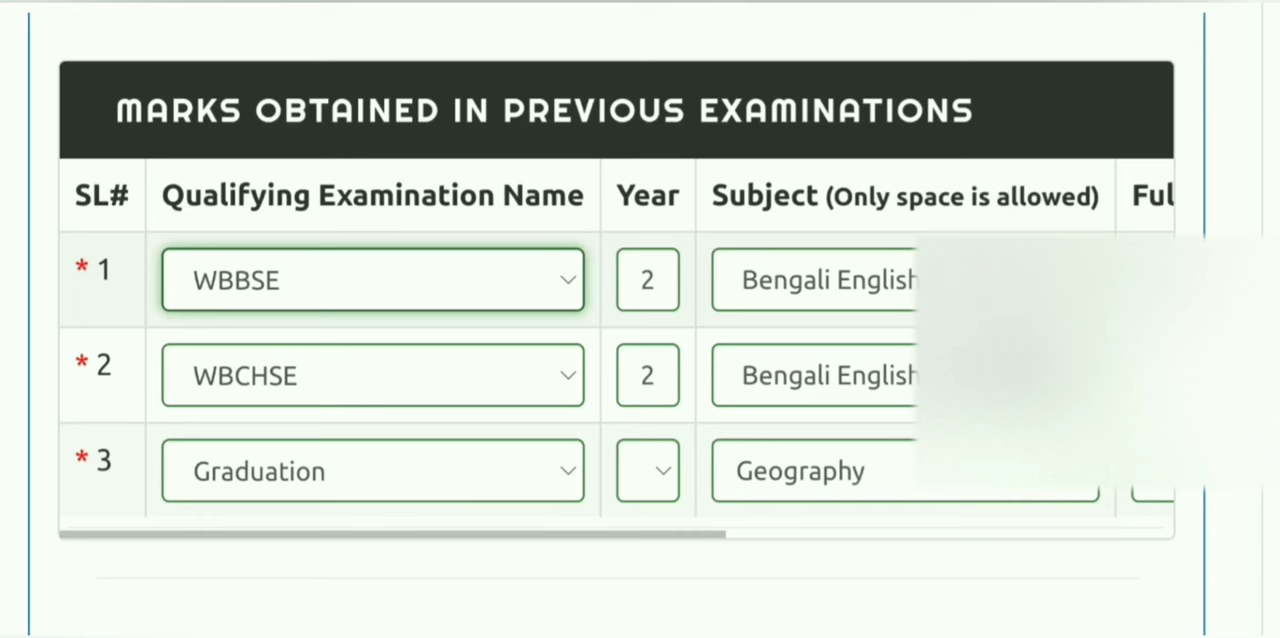 MARKS OBTAINED IN PREVIOUS EXAMINATIONS
SL# Qualifying Examination Name Year Subject (Only space is allowed) Ful
* 1 WBBSE 2 Bengali English
* 2 WBCHSE 2 Bengali English
* 3 Graduation Geography